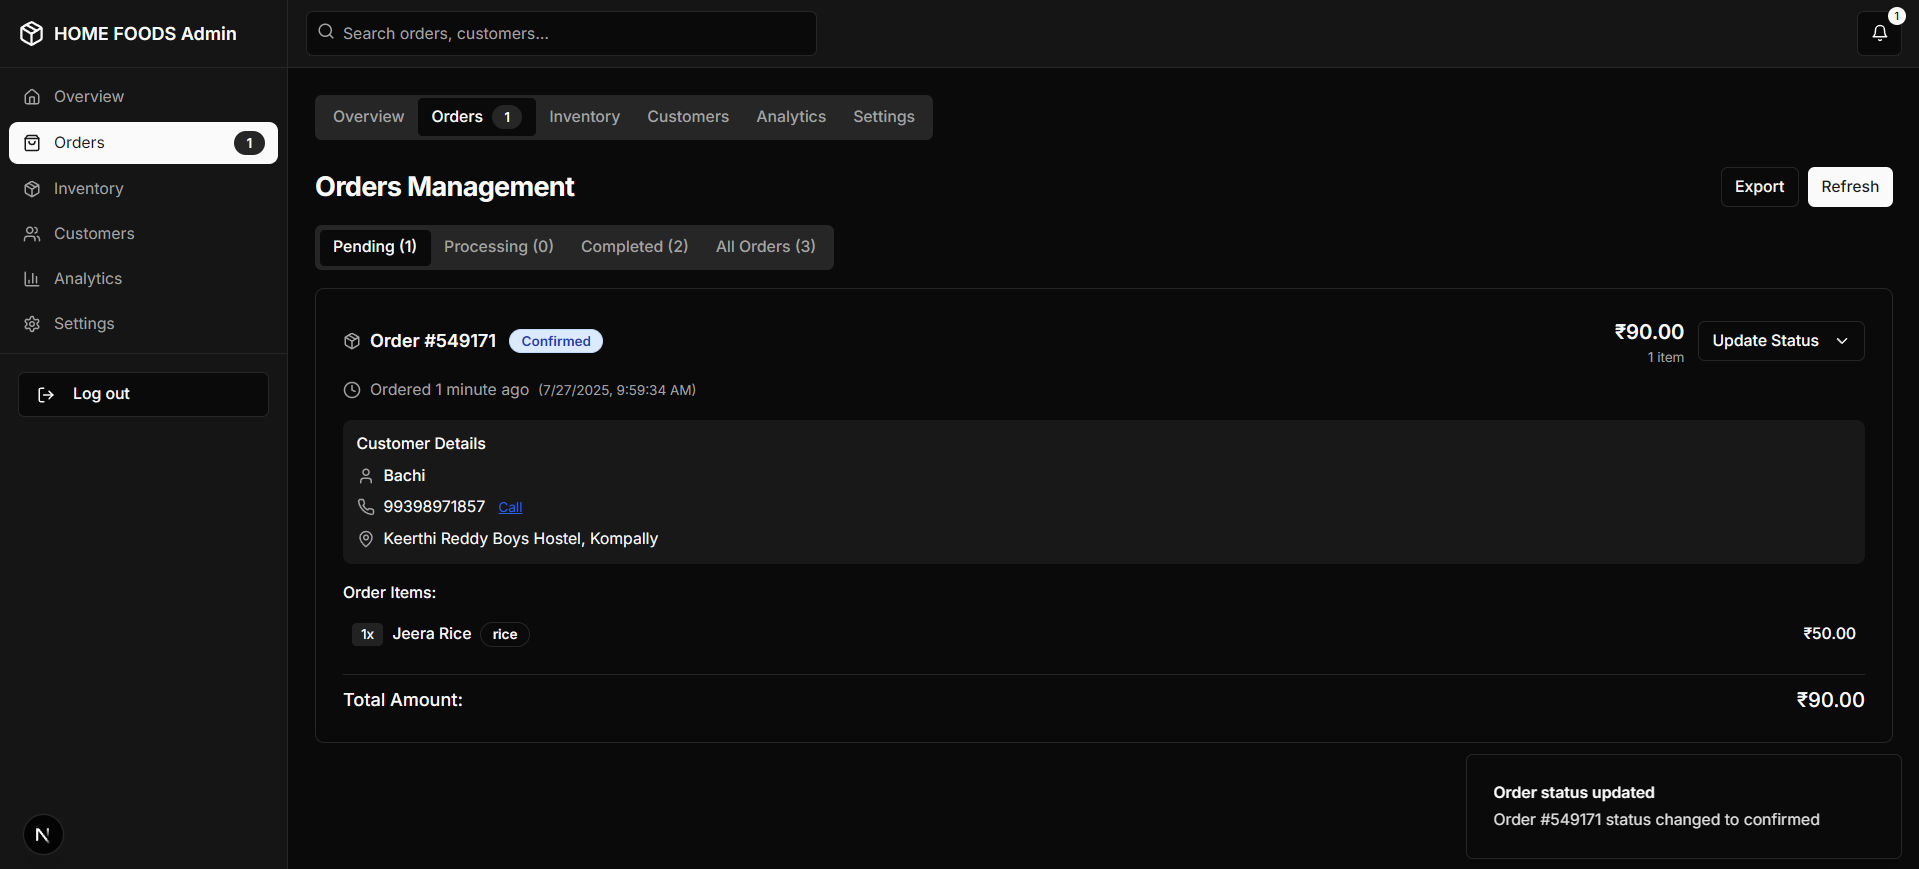 HOME FOODS Admin
Search orders, customers...
1
Overview
Orders 1
Inventory
Customers
Analytics
Settings
Log out
Overview Orders 1 Inventory Customers Analytics Settings
Orders Management
Export Refresh
Pending (1) Processing (0) Completed (2) All Orders (3)
Order #549171 Confirmed
₹90.00
1 item
Update Status
Ordered 1 minute ago (7/27/2025, 9:59:34 AM)
Customer Details
Bachi
99398971857 Call
Keerthi Reddy Boys Hostel, Kompally
Order Items:
1x Jeera Rice rice ₹50.00
Total Amount: ₹90.00
Order status updated
Order #549171 status changed to confirmed
N